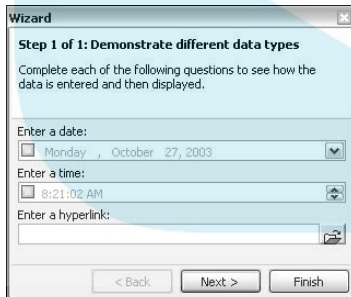 Wizard
Step 1 of 1: Demonstrate different data types
Complete each of the following questions to see how the
data is entered and then displayed.
Enter a date:
Monday , October 27, 2003
Enter a time:
8:21:02 AM
Enter a hyperlink:
< Back Next > Finish